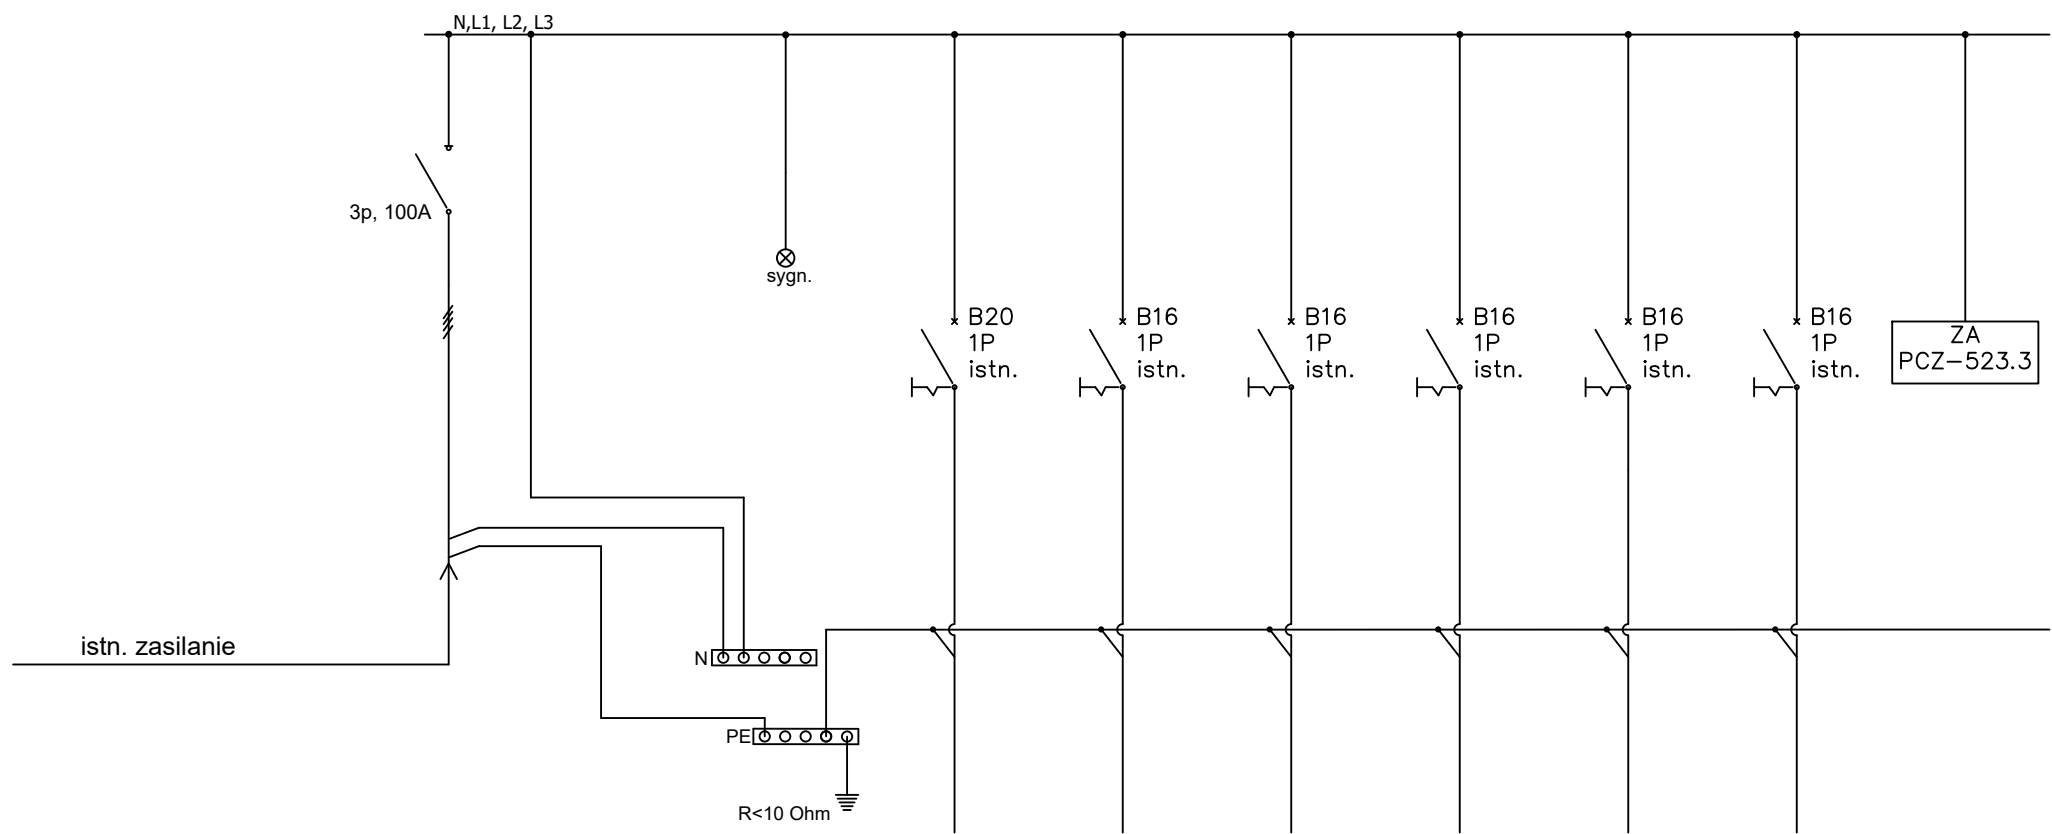 N,L1, L2, L3
3p, 100A
sygn.
B20
1P
istn.
B16
1P
istn.
B16
1P
istn.
B16
1P
istn.
B16
1P
istn.
B16
1P
istn.
ZA
PCZ-523.3
istn. zasilanie
N
PE
R<10 Ohm